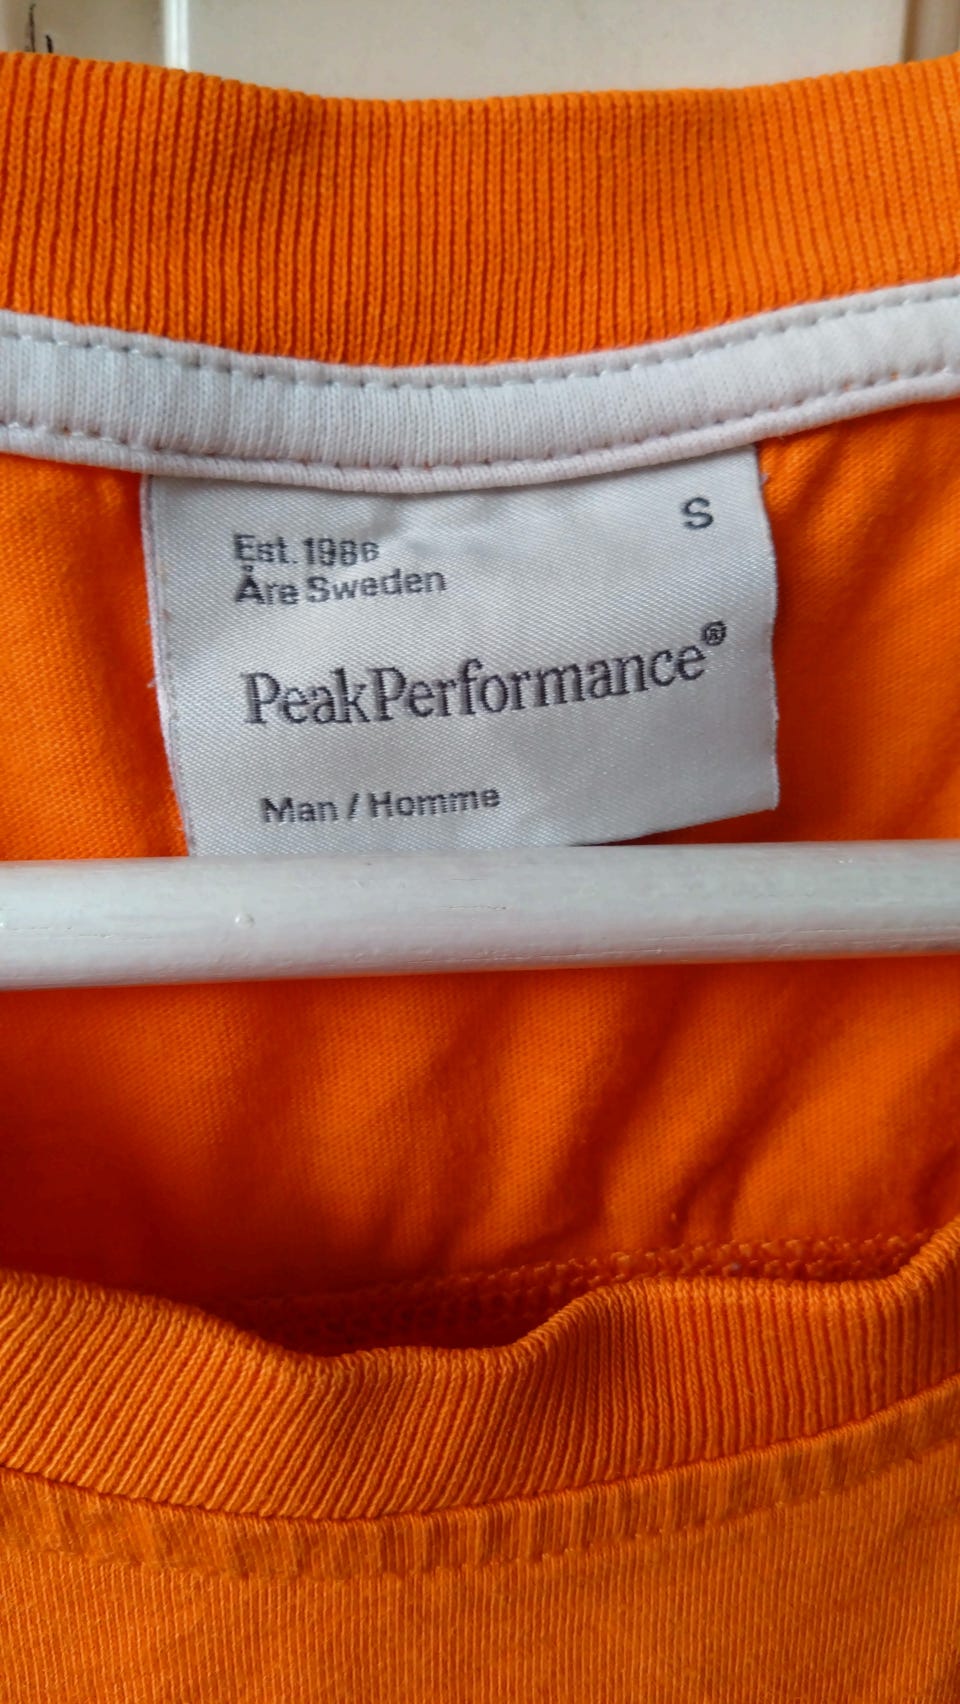 S
Est. 1986
Åre Sweden
PeakPerformance®
Man / Homme